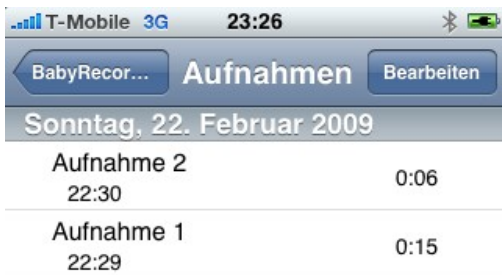 T-Mobile 3G 23:26
BabyRecor... Aufnahmen Bearbeiten
Sonntag, 22. Februar 2009
Aufnahme 2 0:06
22:30
Aufnahme 1 0:15
22:29